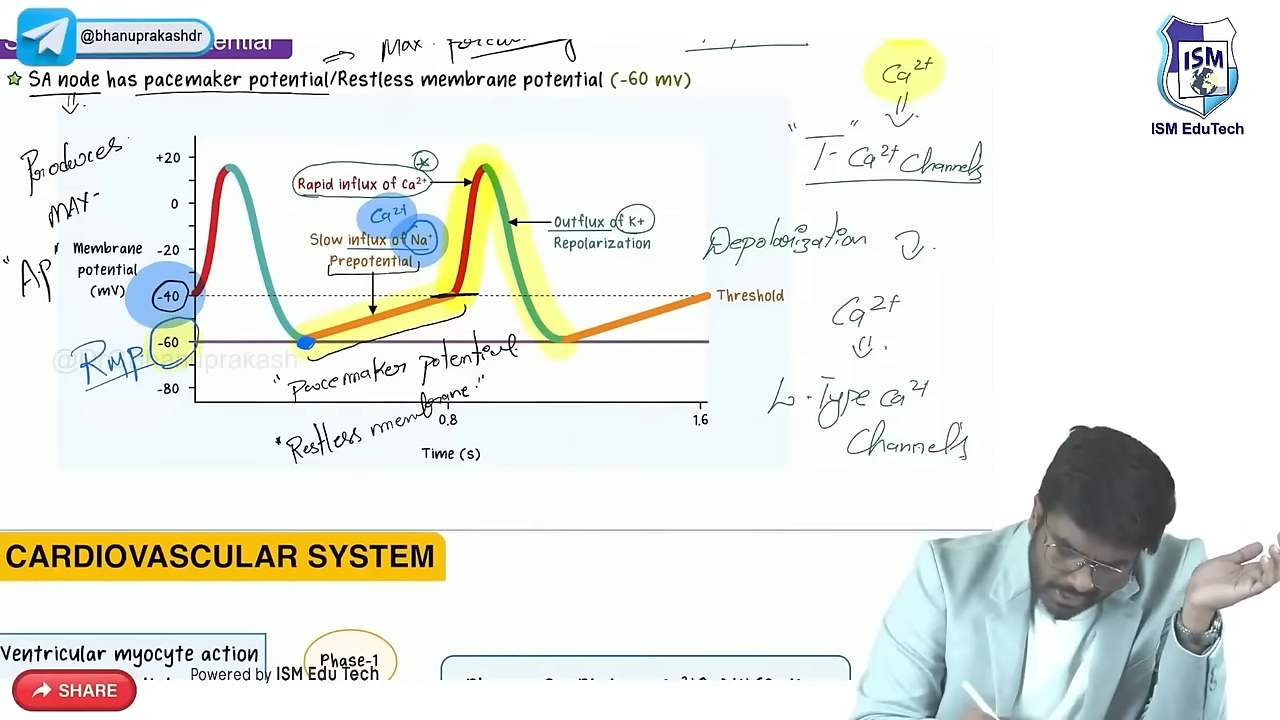 @bhanuprakashdr
ential
Max.
SA node has pacemaker potential/Restless membrane potential (-60 mv)
Produces
MAX-
"AP"
Membrane
potential
(mV)
+20
0
-20
-40
-60
-80
RMP
Rapid influx of Ca²⁺
Ca²⁺
Slow influx of Na⁺
Prepotential
Outflux of K+
Repolarization
Threshold
"Pacemaker potential
"Restless membrane."
0.8
1.6
Time (s)
Ca²⁺
"T"- Ca²⁺ Channels
Depolarization
Ca²⁺
L-Type Ca²⁺
Channels
ISM
ISM EduTech
CARDIOVASCULAR SYSTEM
Ventricular myocyte action
Phase-1
Powered by ISM Edu Tech
SHARE